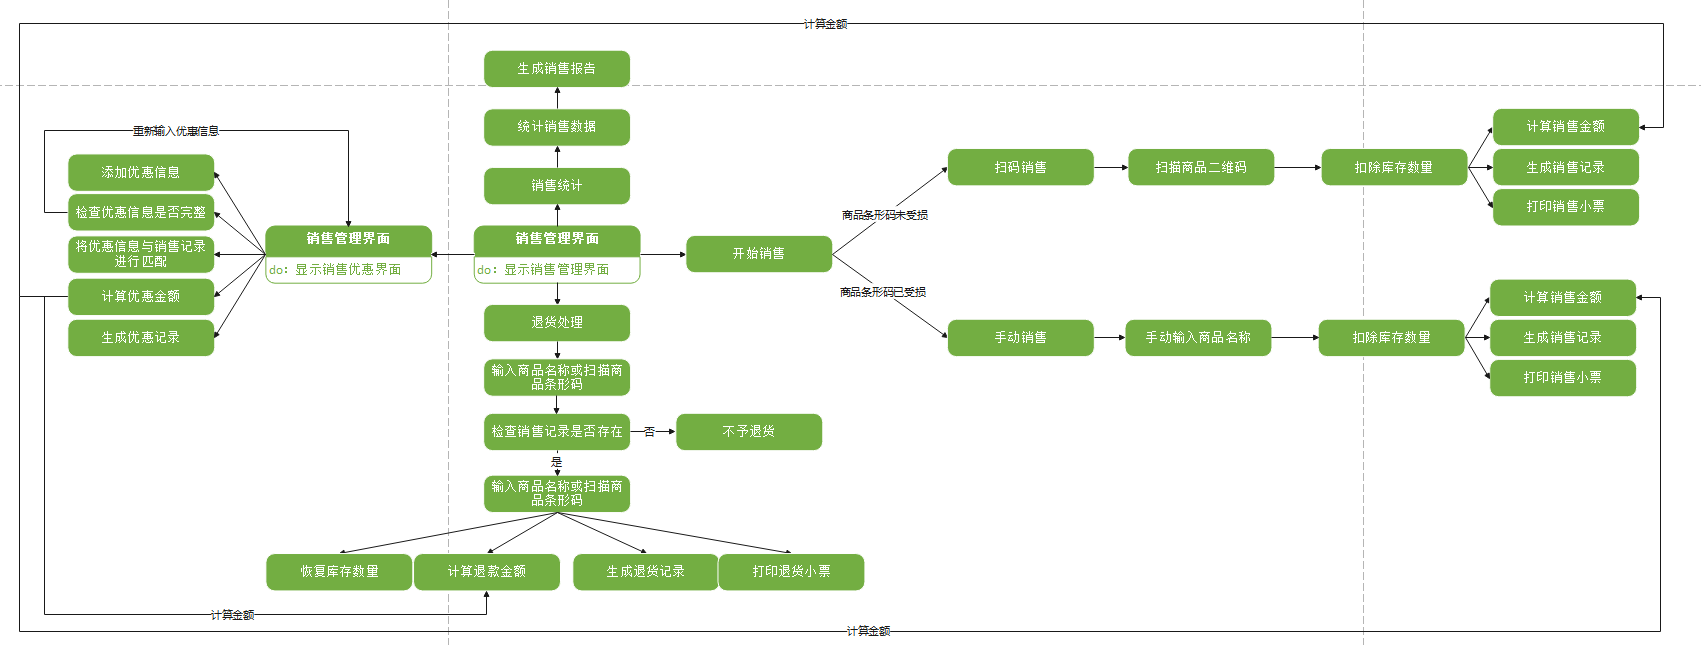 计算金额
生成销售报告
统计销售数据
销售统计
重新输入优惠信息
添加优惠信息
检查优惠信息是否完整
将优惠信息与销售记录
进行匹配
计算优惠金额
生成优惠记录
销售管理界面
do：显示销售优惠界面
销售管理界面
do：显示销售管理界面
开始销售
商品条形码未受损
商品条形码已受损
扫码销售
扫描商品二维码
扣除库存数量
计算销售金额
生成销售记录
打印销售小票
手动销售
手动输入商品名称
扣除库存数量
计算销售金额
生成销售记录
打印销售小票
退货处理
输入商品名称或扫描商
品条形码
检查销售记录是否存在
否
不予退货
是
输入商品名称或扫描商
品条形码
恢复库存数量
计算退款金额
生成退货记录
打印退货小票
计算金额
计算金额